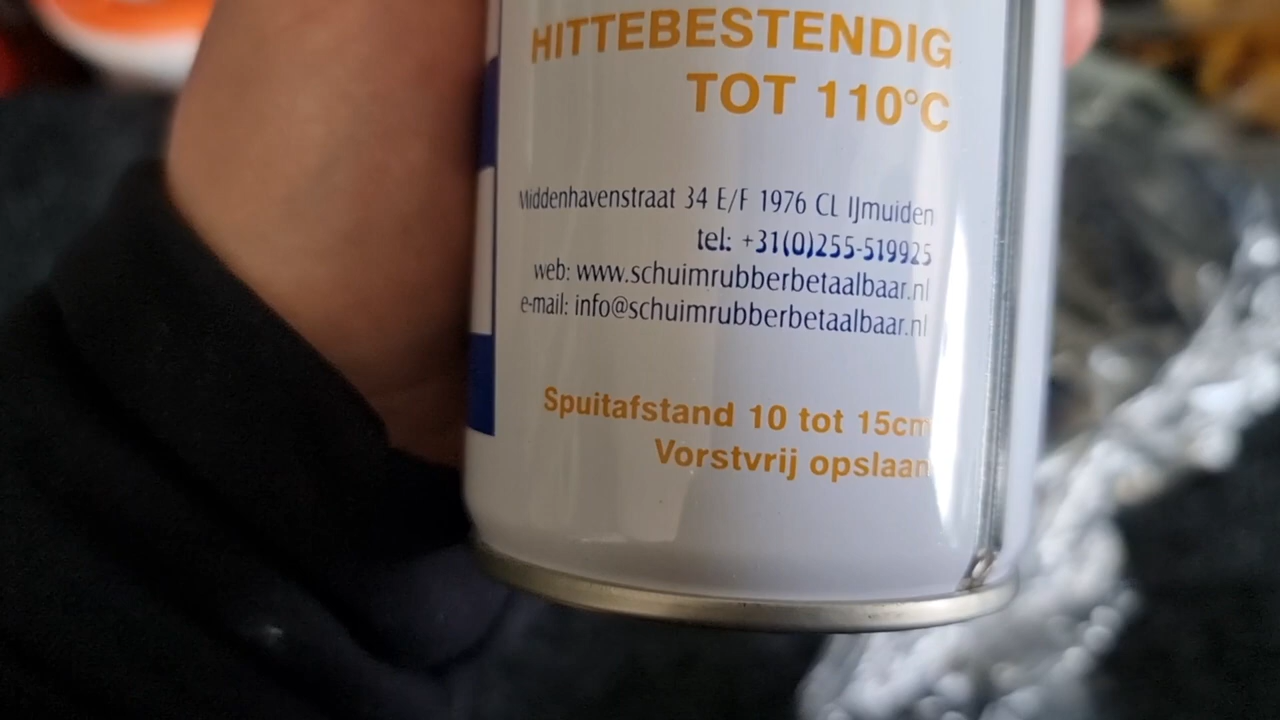 HITTEBESTENDIG
TOT 110°C
Middenhavenstraat 34 E/F 1976 CL IJmuiden
tel: +31(0)255-519925
web: www.schuimrubberbetaalbaar.nl
e-mail: info@schuimrubberbetaalbaar.nl
Spuitafstand 10 tot 15cm
Vorstvrij opslaan